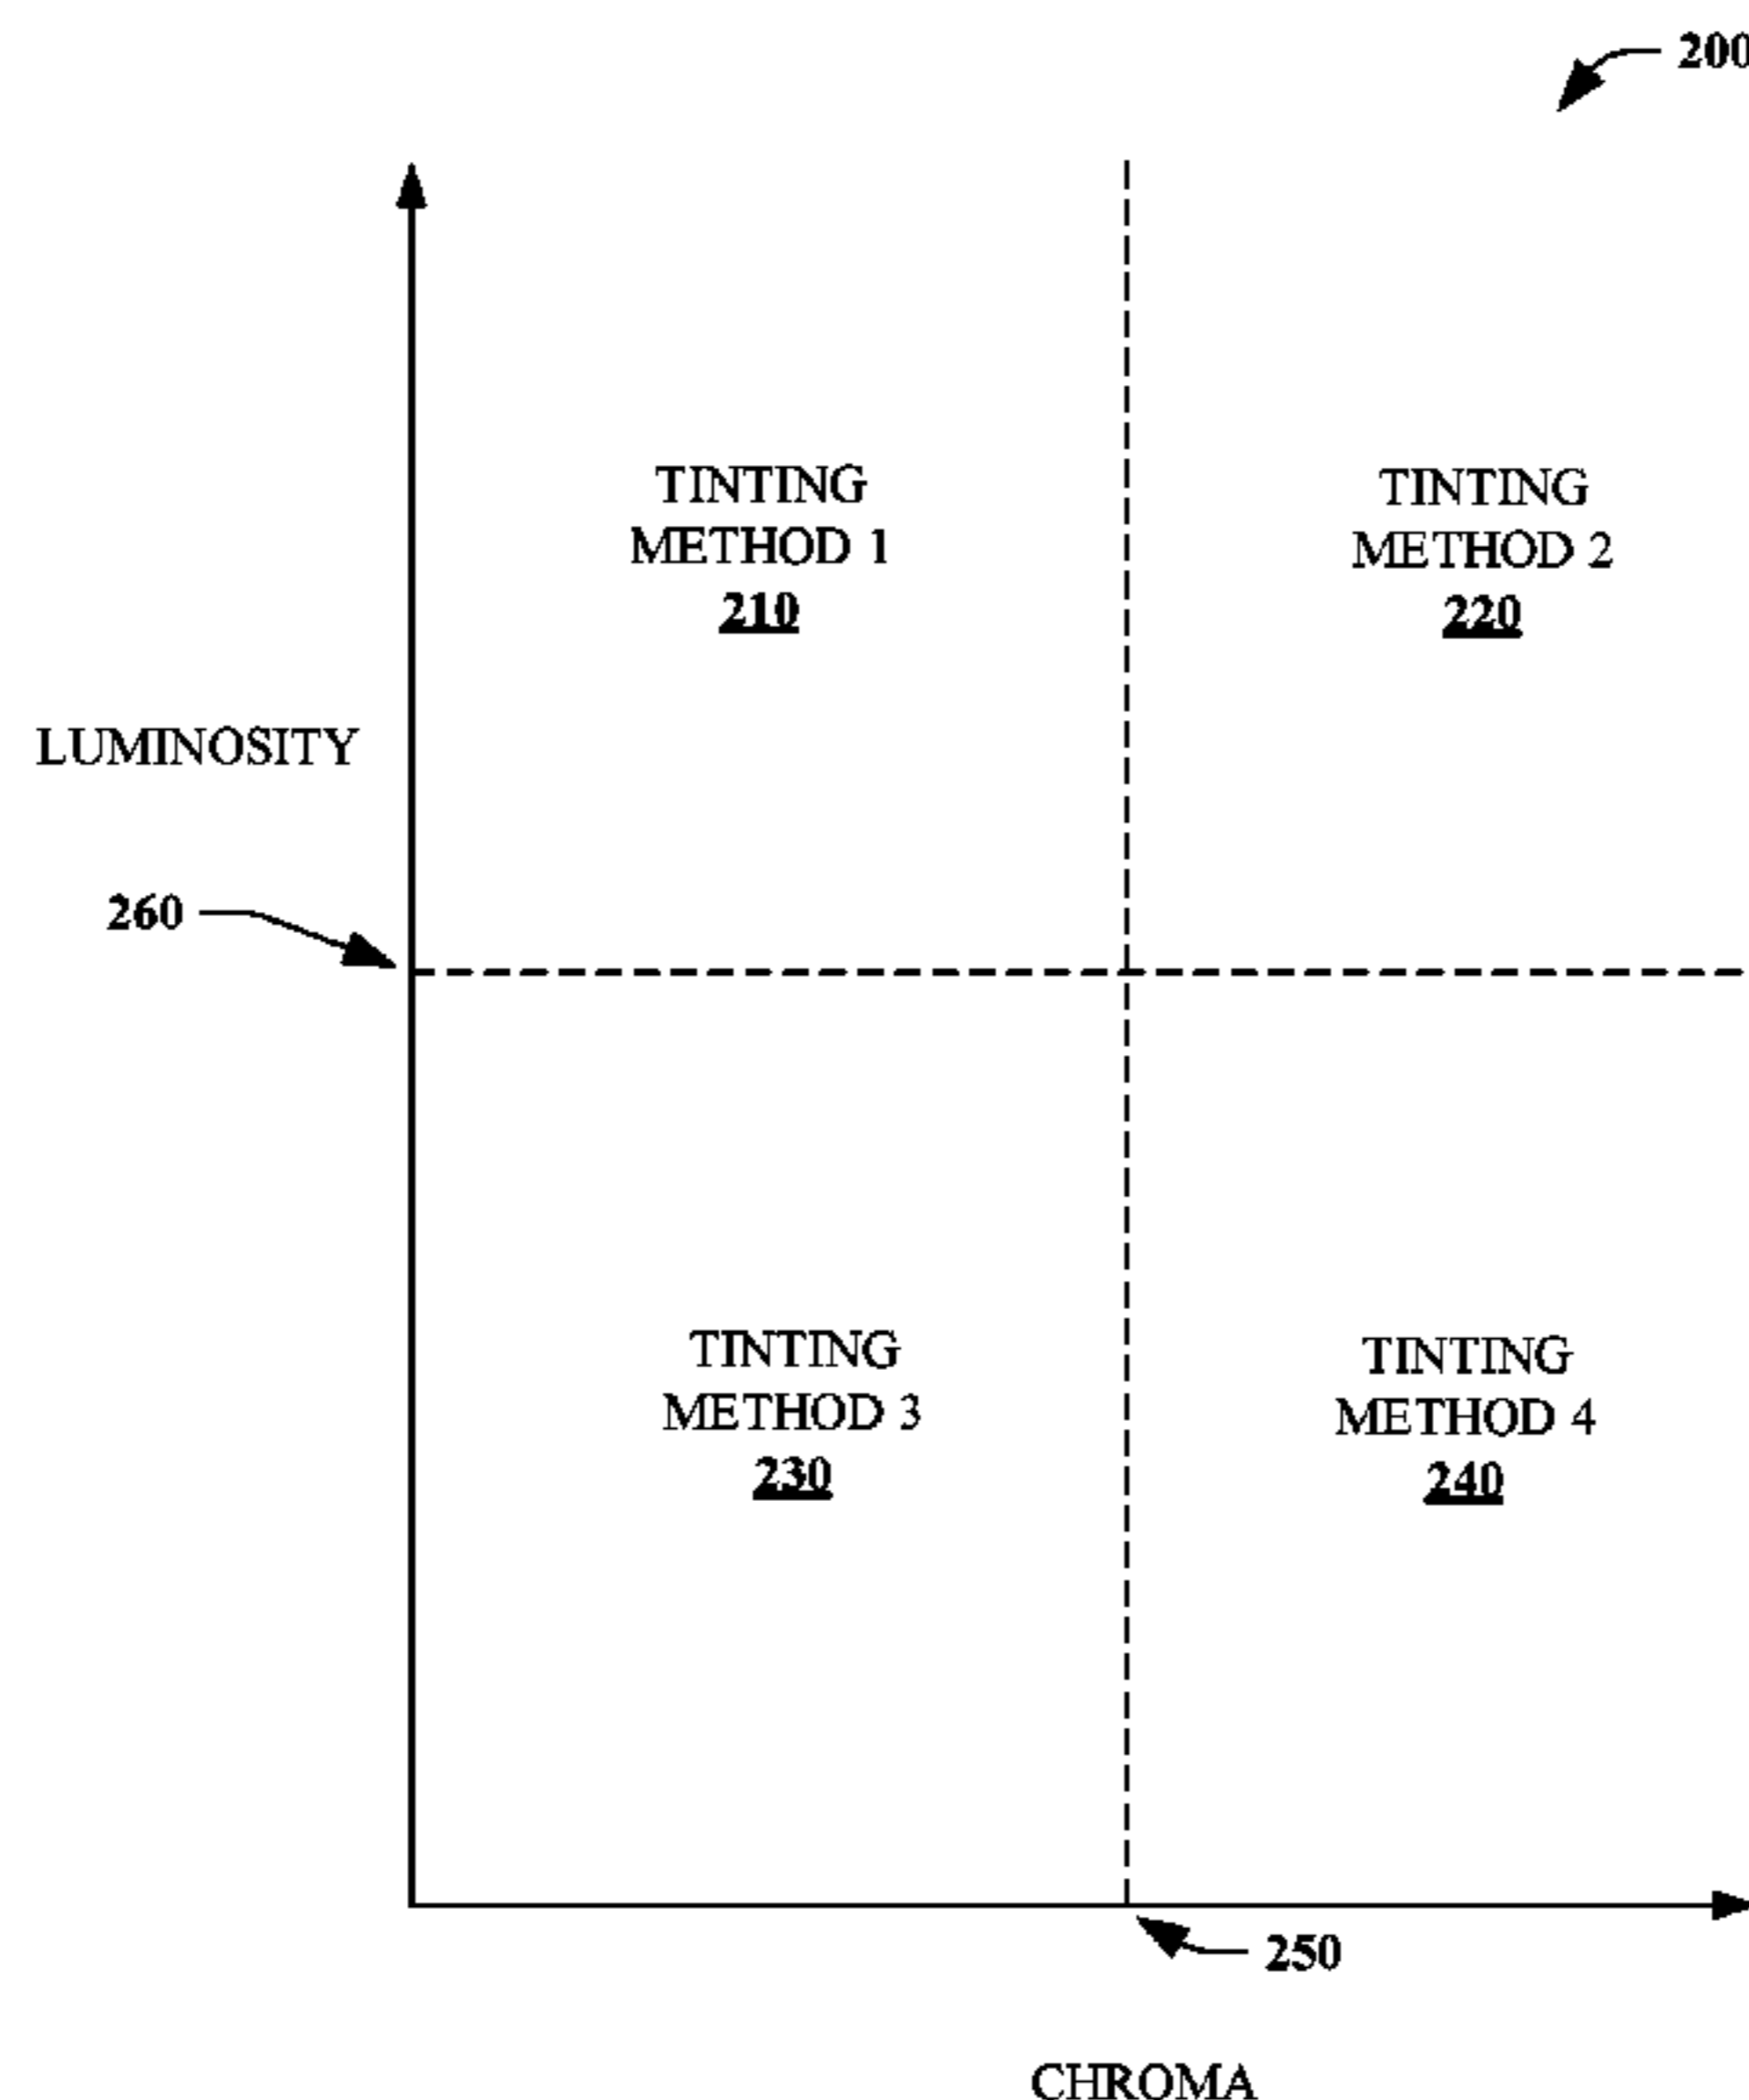 200
TINTING
METHOD 1
210
TINTING
METHOD 2
220
LUMINOSITY
260
TINTING
METHOD 3
230
TINTING
METHOD 4
240
250
CHROMA